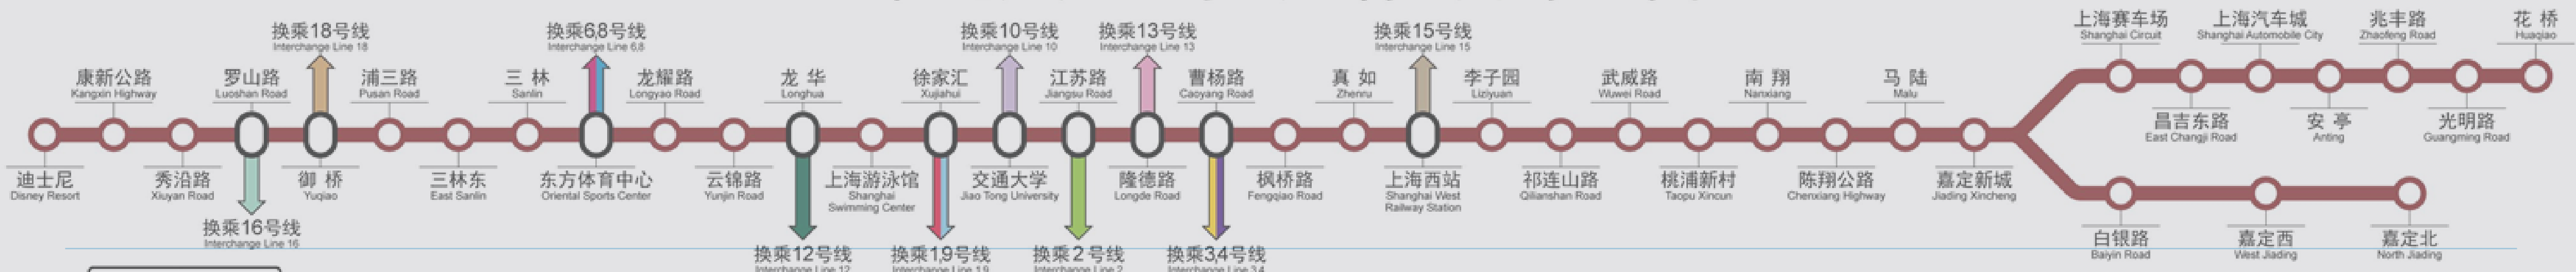 换乘18号线
Interchange Line 18
换乘6,8号线
Interchange Line 6,8
换乘10号线
Interchange Line 10
换乘13号线
Interchange Line 13
换乘15号线
Interchange Line 15
上海赛车场
Shanghai Circuit
上海汽车城
Shanghai Automobile City
兆丰路
Zhaofeng Road
花 桥
Huaqiao
康新公路
Kangxin Highway
罗山路
Luoshan Road
浦三路
Pusan Road
三 林
Sanlin
龙耀路
Longyao Road
龙 华
Longhua
徐家汇
Xujiahui
江苏路
Jiangsu Road
曹杨路
Caoyang Road
真 如
Zhenru
李子园
Liziyuan
武威路
Wuwei Road
南 翔
Nanxiang
马 陆
Malu
昌吉东路
East Changji Road
安 亭
Anting
光明路
Guangming Road
迪士尼
Disney Resort
秀沿路
Xiuyan Road
御 桥
Yuqiao
三林东
East Sanlin
东方体育中心
Oriental Sports Center
云锦路
Yunjin Road
上海游泳馆
Shanghai
Swimming Center
交通大学
Jiao Tong University
隆德路
Longde Road
枫桥路
Fengqiao Road
上海西站
Shanghai West
Railway Station
祁连山路
Qilianshan Road
桃浦新村
Taopu Xincun
陈翔公路
Chenxiang Highway
嘉定新城
Jiading Xincheng
换乘16号线
Interchange Line 16
换乘12号线
Interchange Line 12
换乘1,9号线
Interchange Line 1,9
换乘2号线
Interchange Line 2
换乘3,4号线
Interchange Line 3,4
白银路
Baiyin Road
嘉定西
West Jiading
嘉定北
North Jiading